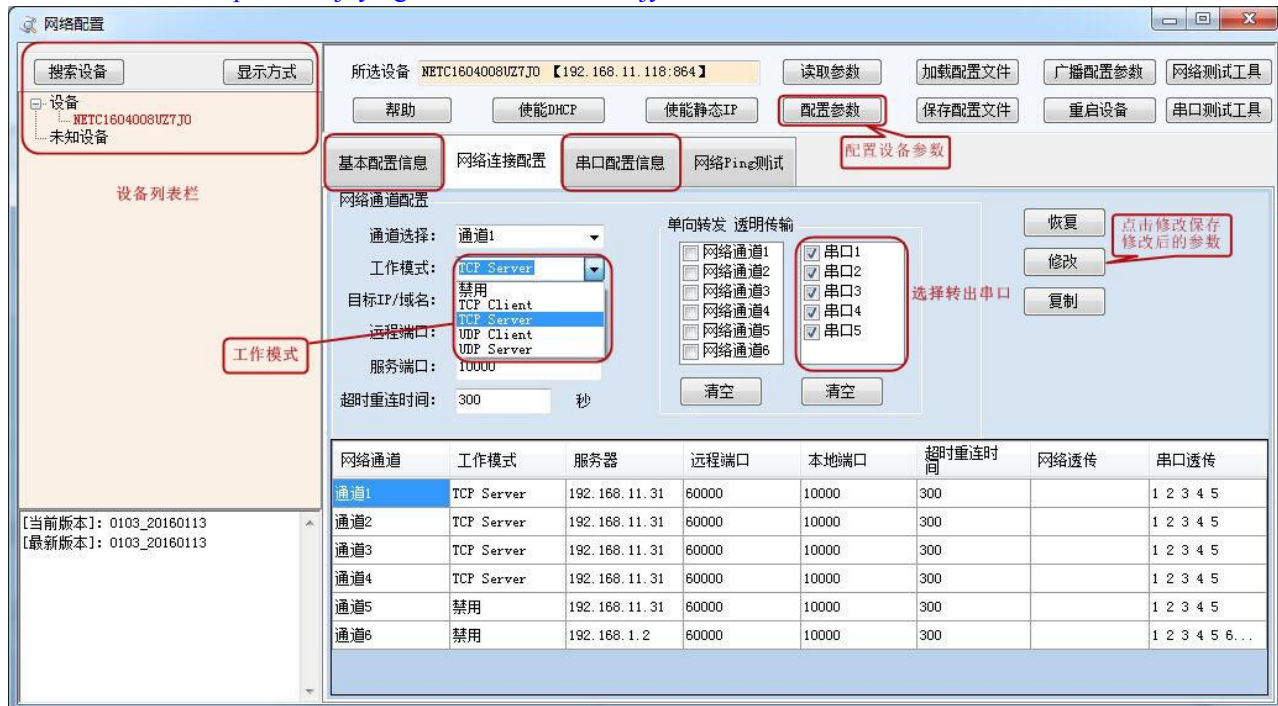 网络配置
搜索设备 显示方式
设备
NETC1604008UZ7J0
未知设备
设备列表栏
[当前版本]: 0103_20160113
[最新版本]: 0103_20160113
所选设备 NETC1604008UZ7J0 【192.168.11.118:864】 读取参数 加载配置文件 广播配置参数 网络测试工具
帮助 使能DHCP 使能静态IP 配置参数 保存配置文件 重启设备 串口测试工具
配置设备参数
基本配置信息 网络连接配置 串口配置信息 网络Ping测试
网络通道配置
通道选择: 通道1
工作模式: TCP Server
禁用
TCP Client
TCP Server
UDP Client
UDP Server
目标IP/域名:
远程端口:
服务端口: 10000
超时重连时间: 300 秒
工作模式
单向转发 透明传输
网络通道1 串口1
网络通道2 串口2
网络通道3 串口3
网络通道4 串口4
网络通道5 串口5
网络通道6
清空 清空
选择转出串口
恢复
修改
复制
点击修改保存
修改后的参数
网络通道 工作模式 服务器 远程端口 本地端口 超时重连时间 网络透传 串口透传
通道1 TCP Server 192.168.11.31 60000 10000 300 1 2 3 4 5
通道2 TCP Server 192.168.11.31 60000 10000 300 1 2 3 4 5
通道3 TCP Server 192.168.11.31 60000 10000 300 1 2 3 4 5
通道4 TCP Server 192.168.11.31 60000 10000 300 1 2 3 4 5
通道5 禁用 192.168.11.31 60000 10000 300 1 2 3 4 5
通道6 禁用 192.168.1.2 60000 10000 300 1 2 3 4 5 6...